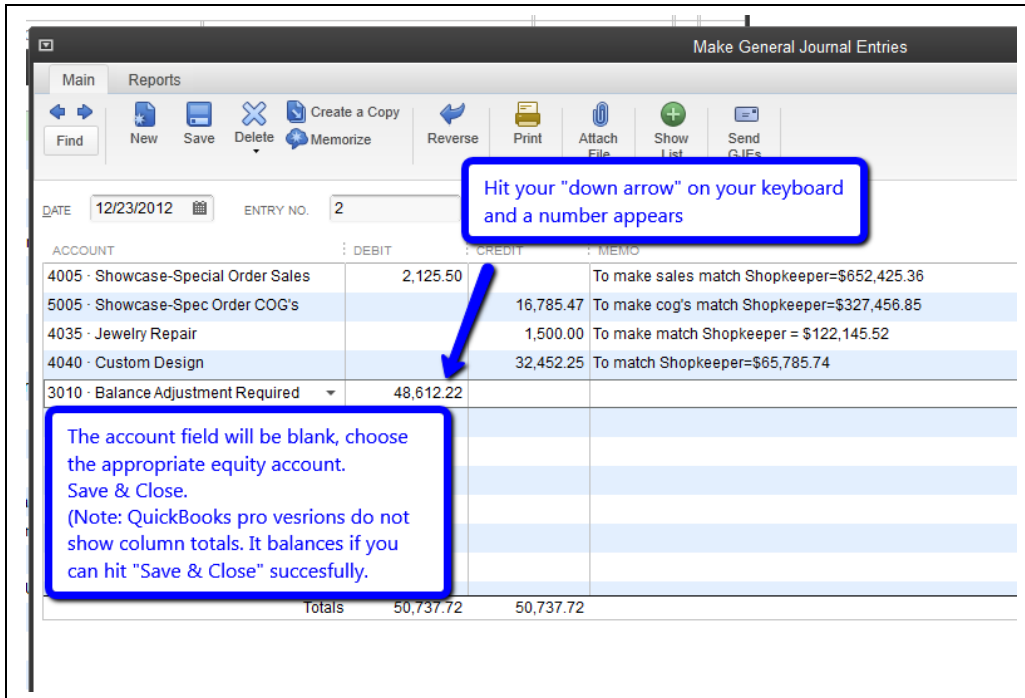 Make General Journal Entries
Main Reports
Find New Save Delete Create a Copy Memorize Reverse Print Attach File Show List Send GJEs
Hit your "down arrow" on your keyboard
and a number appears
DATE 12/23/2012 ENTRY NO. 2
ACCOUNT DEBIT CREDIT MEMO
4005 · Showcase-Special Order Sales 2,125.50 To make sales match Shopkeeper=$652,425.36
5005 · Showcase-Spec Order COG's 16,785.47 To make cog's match Shopkeeper=$327,456.85
4035 · Jewelry Repair 1,500.00 To make match Shopkeeper = $122,145.52
4040 · Custom Design 32,452.25 To match Shopkeeper=$65,785.74
3010 · Balance Adjustment Required 48,612.22
The account field will be blank, choose
the appropriate equity account.
Save & Close.
(Note: QuickBooks pro vesrions do not
show column totals. It balances if you
can hit "Save & Close" succesfully.
Totals 50,737.72 50,737.72